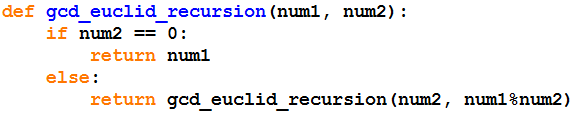 def gcd_euclid_recursion(num1, num2):
    if num2 == 0:
        return num1
    else:
        return gcd_euclid_recursion(num2, num1%num2)